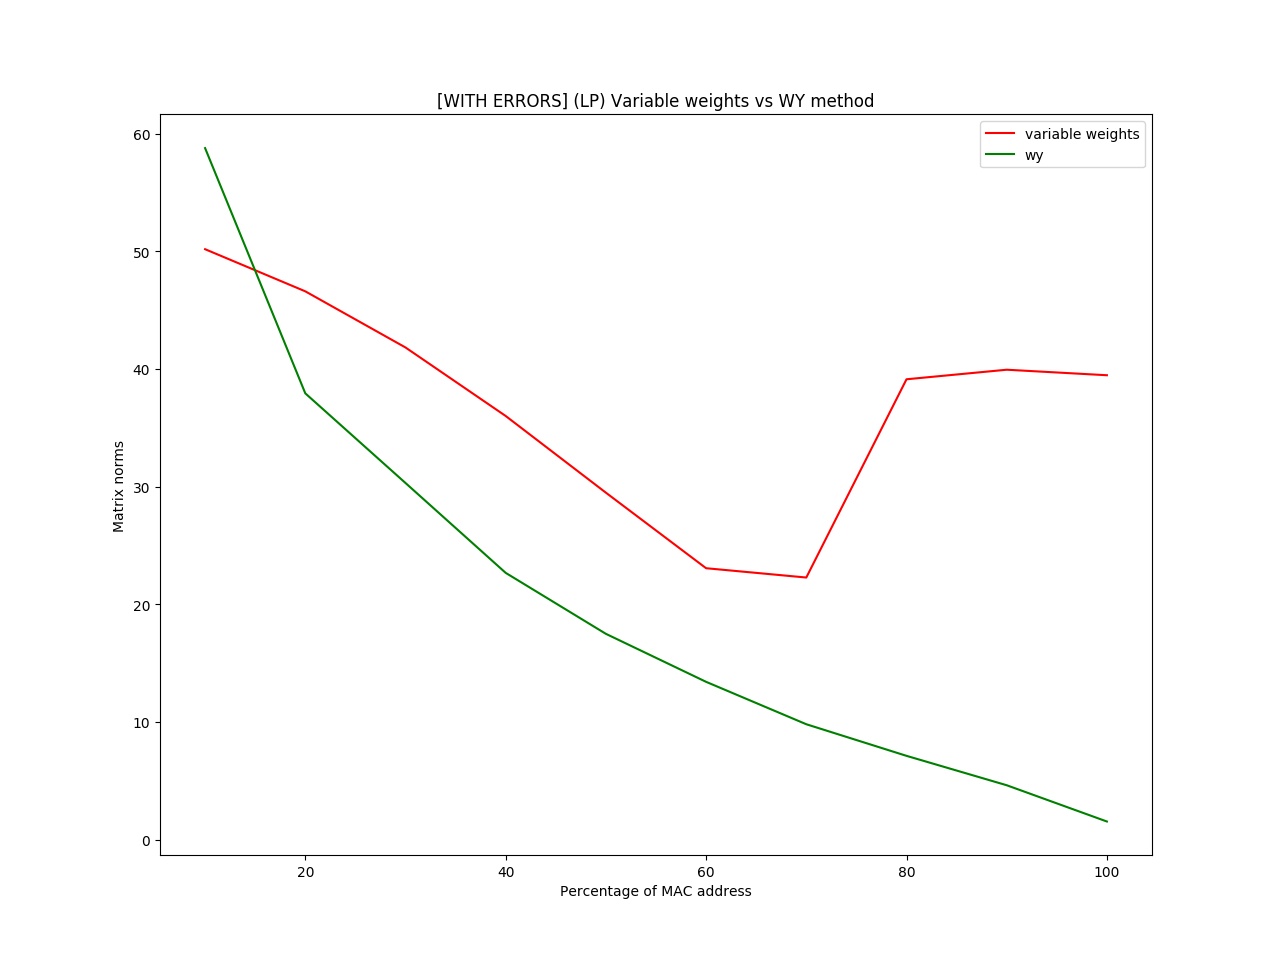 [WITH ERRORS] (LP) Variable weights vs WY method
variable weights
wy
60
50
40
30
20
10
0
Matrix norms
20
40
60
80
100
Percentage of MAC address